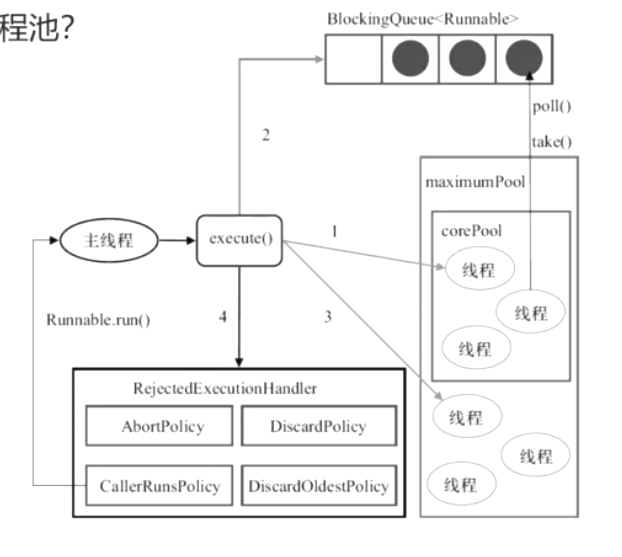 程池?
BlockingQueue<Runnable>
poll()
take()
2
maximumPool
corePool
主线程
execute()
1
线程
线程
线程
Runnable.run()
4
3
RejectedExecutionHandler
AbortPolicy
DiscardPolicy
CallerRunsPolicy
DiscardOldestPolicy
线程
线程
线程